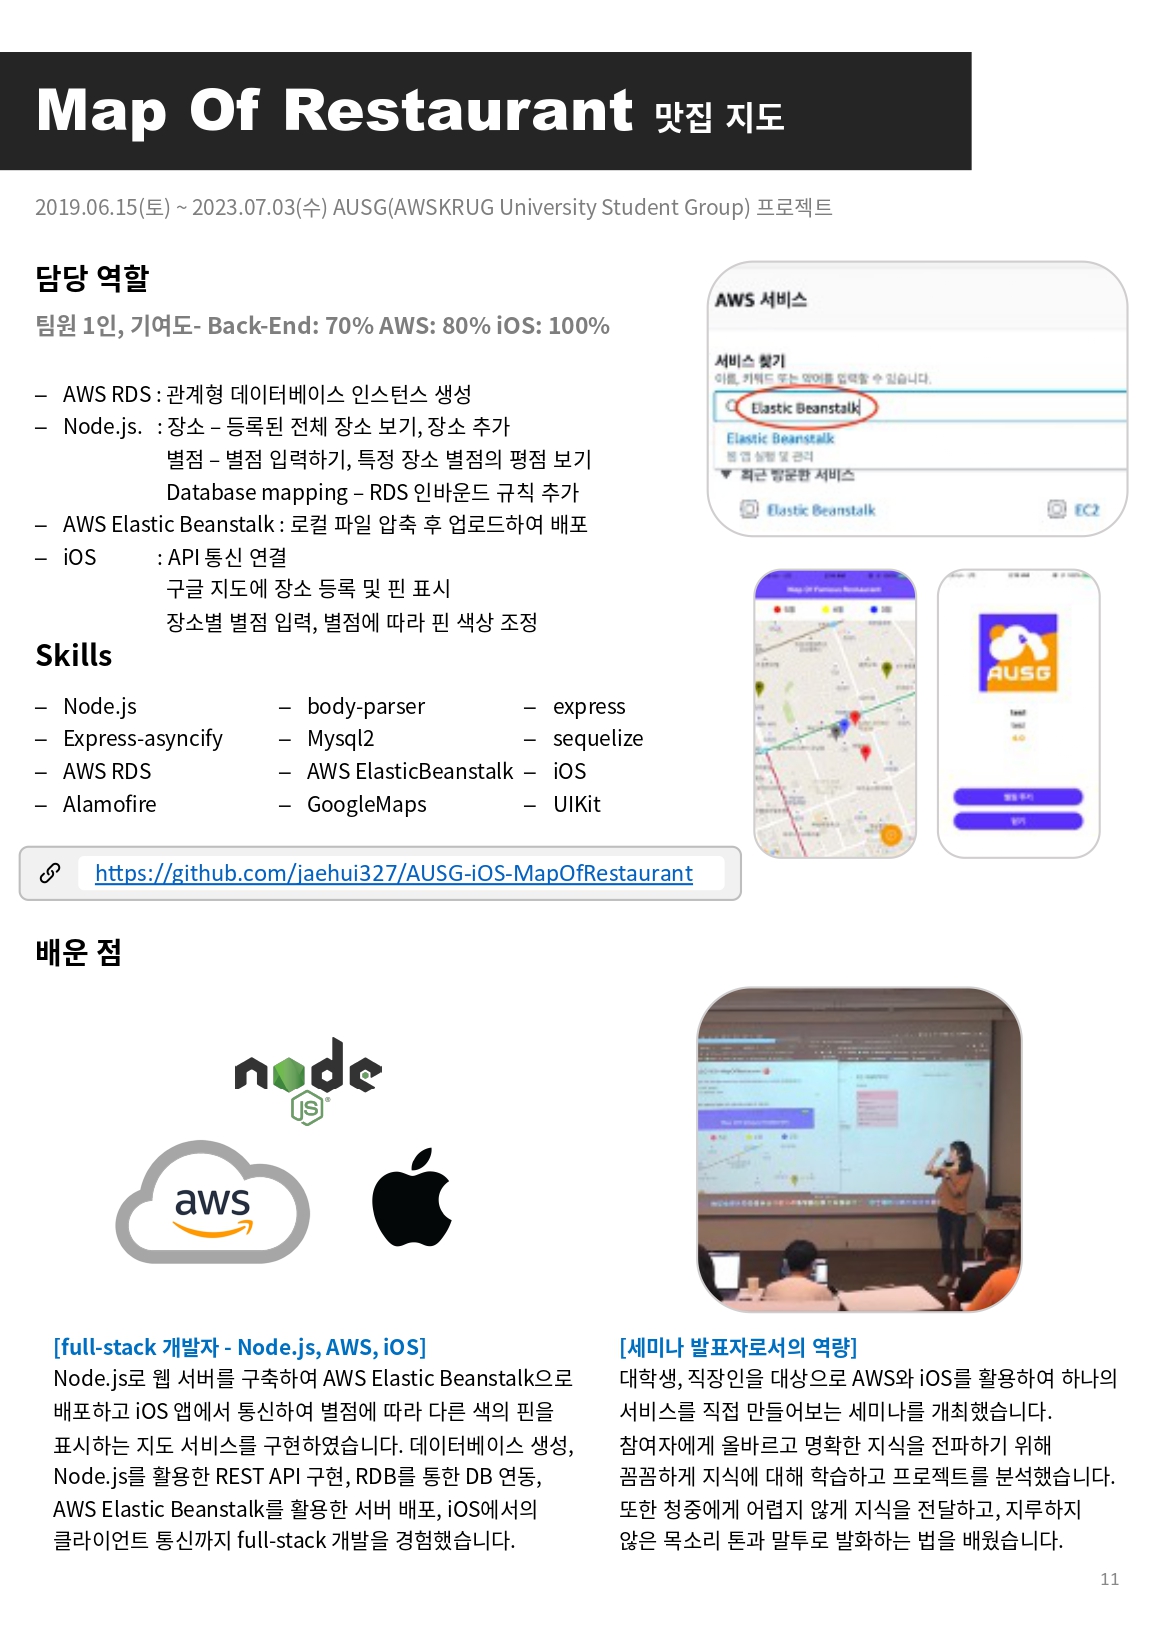 Map Of Restaurant 맛집 지도
2019.06.15(토) ~ 2023.07.03(수) AUSG(AWSKRUG University Student Group) 프로젝트
담당 역할
팀원 1인, 기여도- Back-End: 70% AWS: 80% iOS: 100%
– AWS RDS : 관계형 데이터베이스 인스턴스 생성
– Node.js. : 장소 – 등록된 전체 장소 보기, 장소 추가
별점 – 별점 입력하기, 특정 장소 별점의 평점 보기
Database mapping – RDS 인바운드 규칙 추가
– AWS Elastic Beanstalk : 로컬 파일 압축 후 업로드하여 배포
– iOS : API 통신 연결
구글 지도에 장소 등록 및 핀 표시
장소별 별점 입력, 별점에 따라 핀 색상 조정
AWS 서비스
서비스 찾기
이름, 키워드 또는 약어를 입력할 수 있습니다.
Elastic Beanstalk
Elastic Beanstalk
웹 앱 실행 및 관리
▼ 최근 방문한 서비스
Elastic Beanstalk EC2
Map Of Famous Restaurant
AUSG
test
test
4.0
닫기
Skills
– Node.js – body-parser – express
– Express-asyncify – Mysql2 – sequelize
– AWS RDS – AWS ElasticBeanstalk – iOS
– Alamofire – GoogleMaps – UIKit
https://github.com/jaehui327/AUSG-iOS-MapOfRestaurant
배운 점
node
JS
aws
[full-stack 개발자 - Node.js, AWS, iOS]
Node.js로 웹 서버를 구축하여 AWS Elastic Beanstalk으로
배포하고 iOS 앱에서 통신하여 별점에 따라 다른 색의 핀을
표시하는 지도 서비스를 구현하였습니다. 데이터베이스 생성,
Node.js를 활용한 REST API 구현, RDB를 통한 DB 연동,
AWS Elastic Beanstalk를 활용한 서버 배포, iOS에서의
클라이언트 통신까지 full-stack 개발을 경험했습니다.
[세미나 발표자로서의 역량]
대학생, 직장인을 대상으로 AWS와 iOS를 활용하여 하나의
서비스를 직접 만들어보는 세미나를 개최했습니다.
참여자에게 올바르고 명확한 지식을 전파하기 위해
꼼꼼하게 지식에 대해 학습하고 프로젝트를 분석했습니다.
또한 청중에게 어렵지 않게 지식을 전달하고, 지루하지
않은 목소리 톤과 말투로 발화하는 법을 배웠습니다.
11